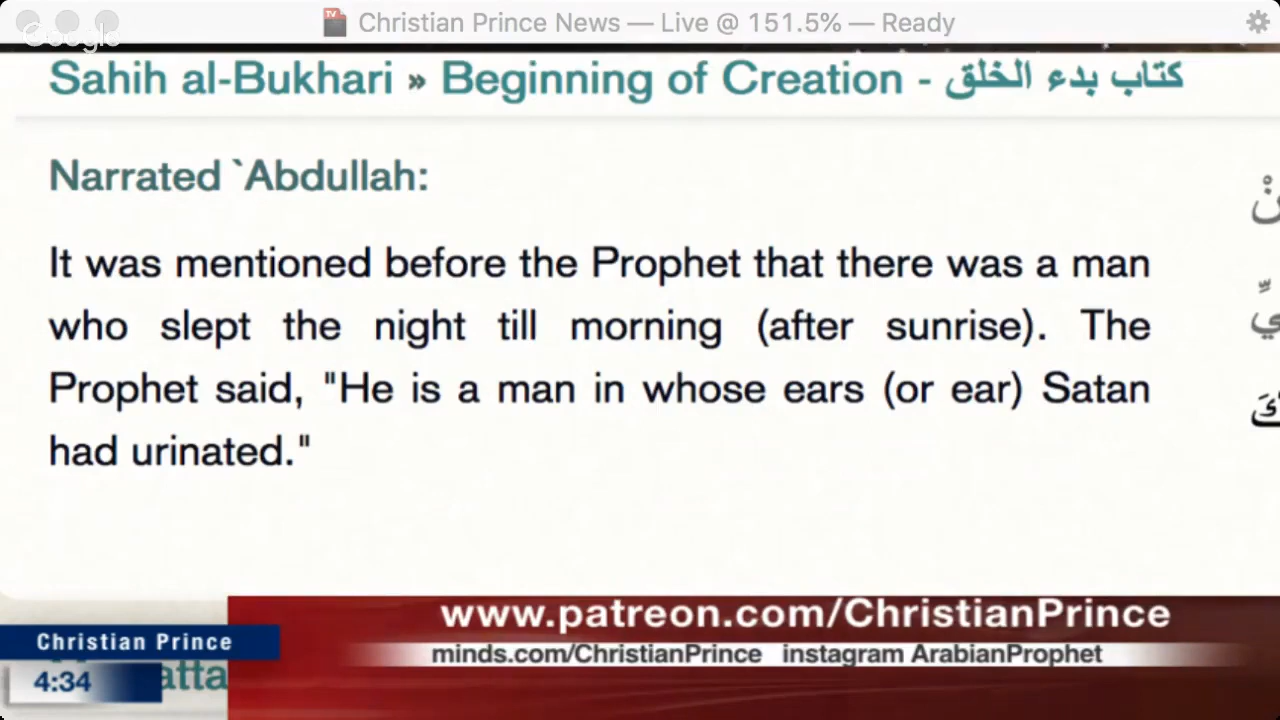 Christian Prince News — Live @ 151.5% — Ready
Google
Sahih al-Bukhari » Beginning of Creation - كتاب بدء الخلق
Narrated `Abdullah:
It was mentioned before the Prophet that there was a man
who slept the night till morning (after sunrise). The
Prophet said, "He is a man in whose ears (or ear) Satan
had urinated."
www.patreon.com/ChristianPrince
Christian Prince
minds.com/ChristianPrince instagram ArabianProphet
4:34